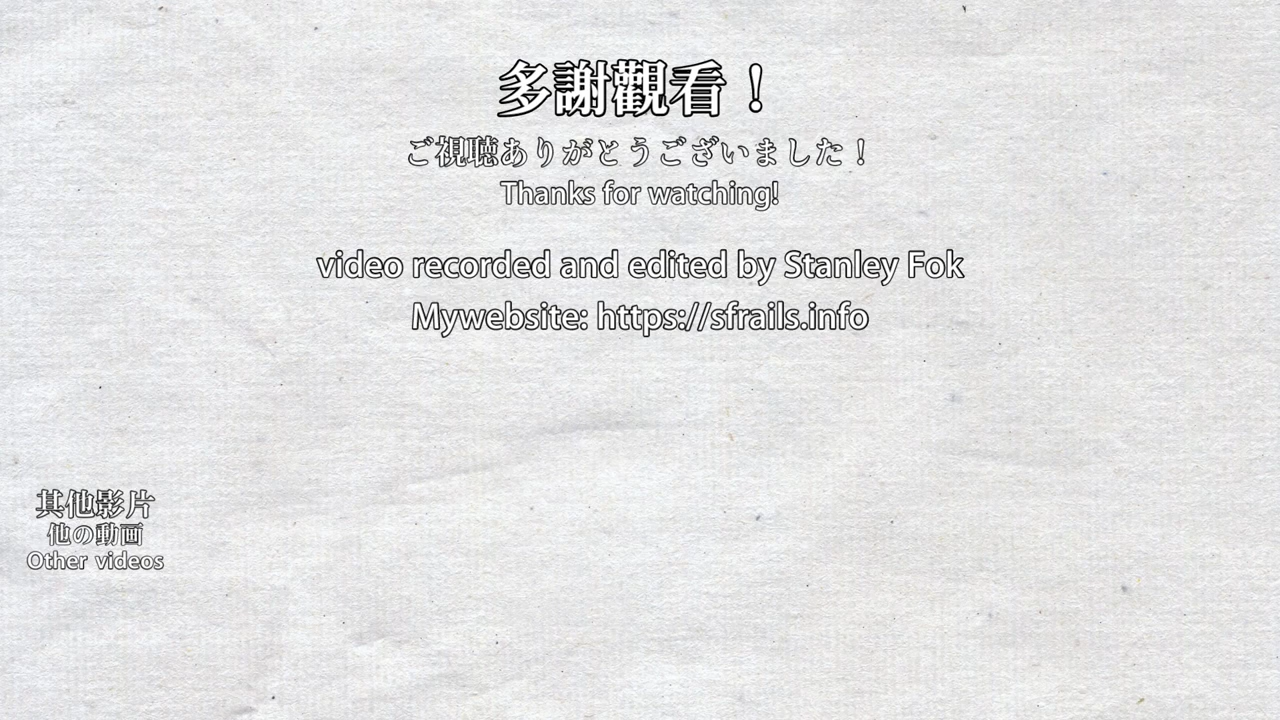 多謝觀看！
ご視聴ありがとうございました！
Thanks for watching!
video recorded and edited by Stanley Fok
Mywebsite: https://sfrails.info
其他影片
他の動画
Other videos